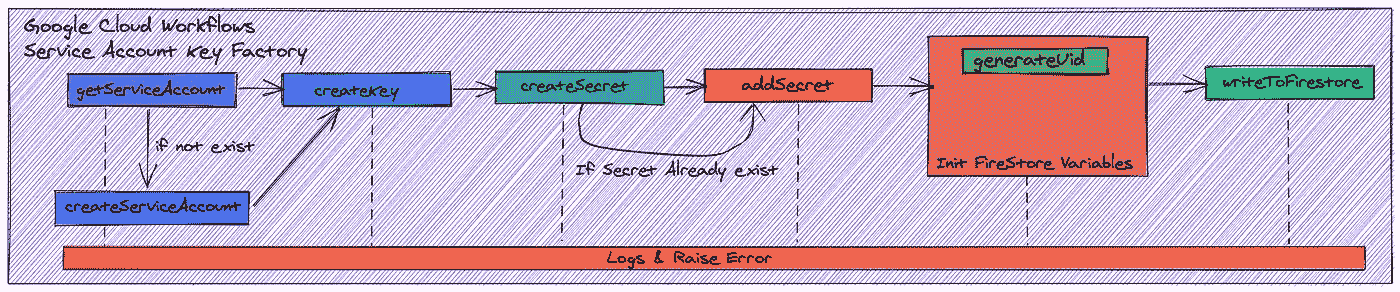 Google Cloud Workflows
Service Account Key Factory
getServiceAccount
createKey
createSecret
addSecret
generateUid
writeToFirestore
if not exist
If Secret Already exist
Init FireStore Variables
createServiceAccount
Logs & Raise Error